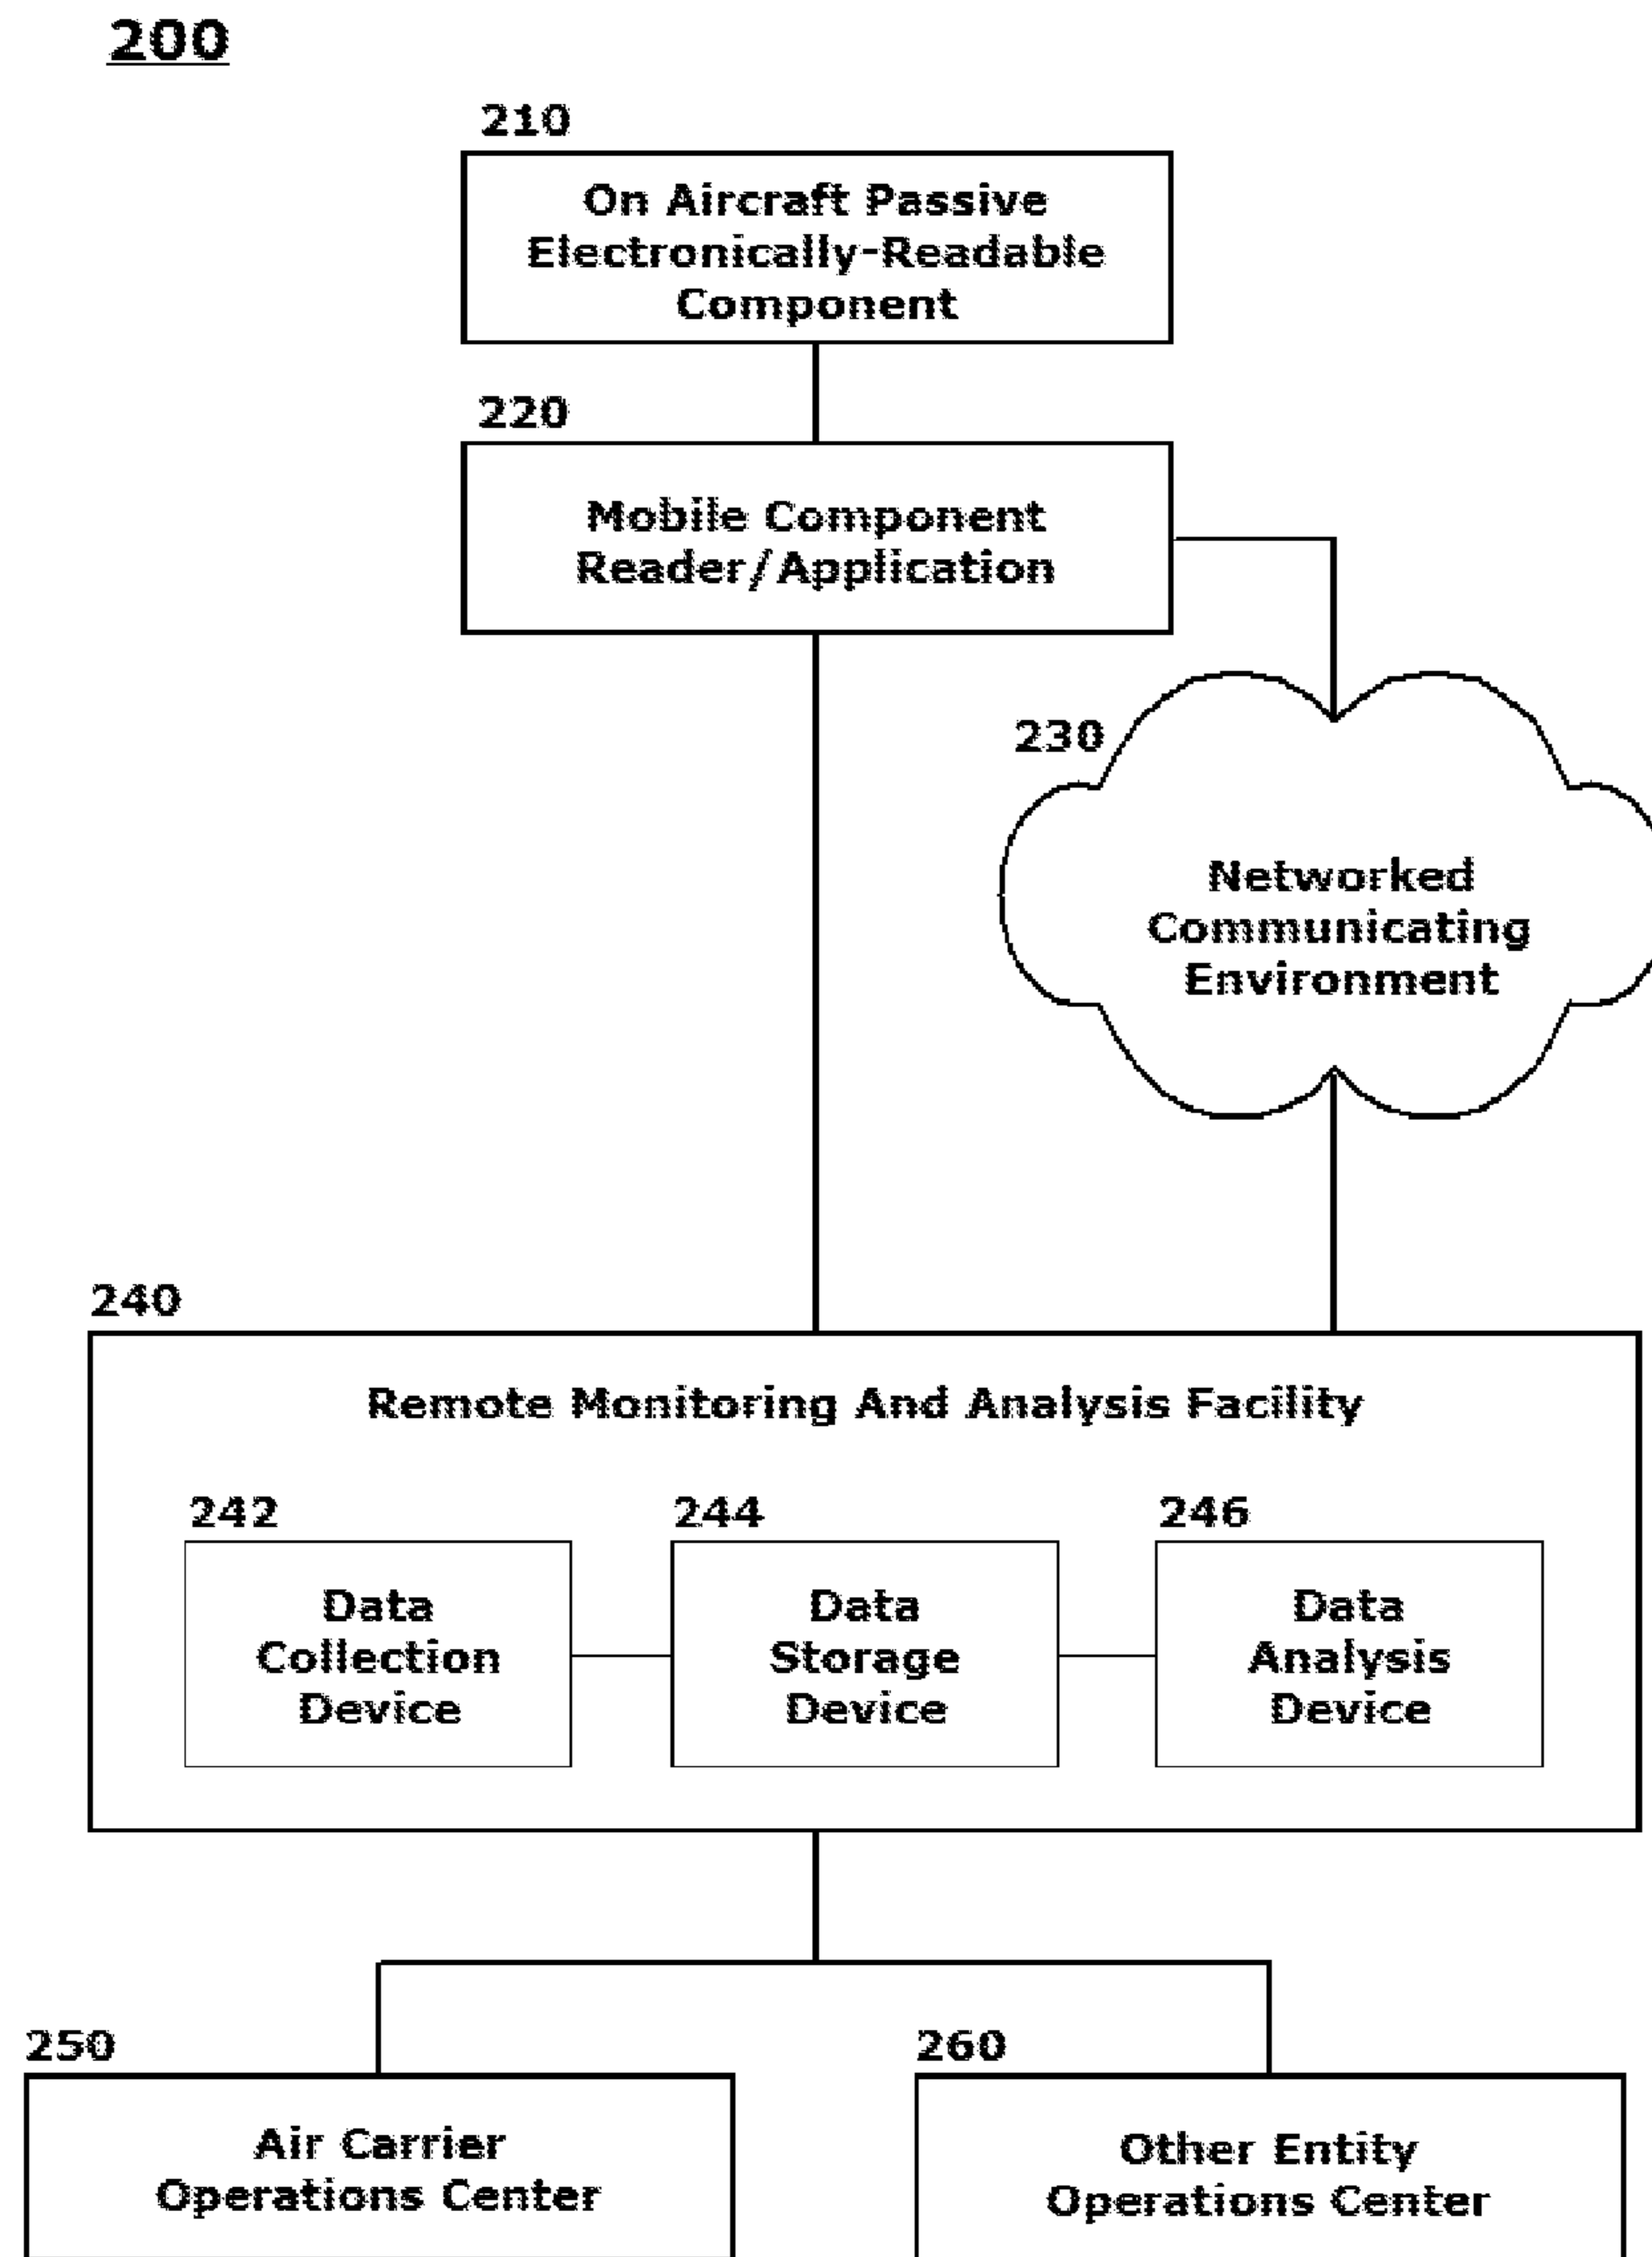 200
210
On Aircraft Passive
Electronically-Readable
Component
220
Mobile Component
Reader/Application
230
Networked
Communicating
Environment
240
Remote Monitoring And Analysis Facility
242
Data
Collection
Device
244
Data
Storage
Device
246
Data
Analysis
Device
250
Air Carrier
Operations Center
260
Other Entity
Operations Center